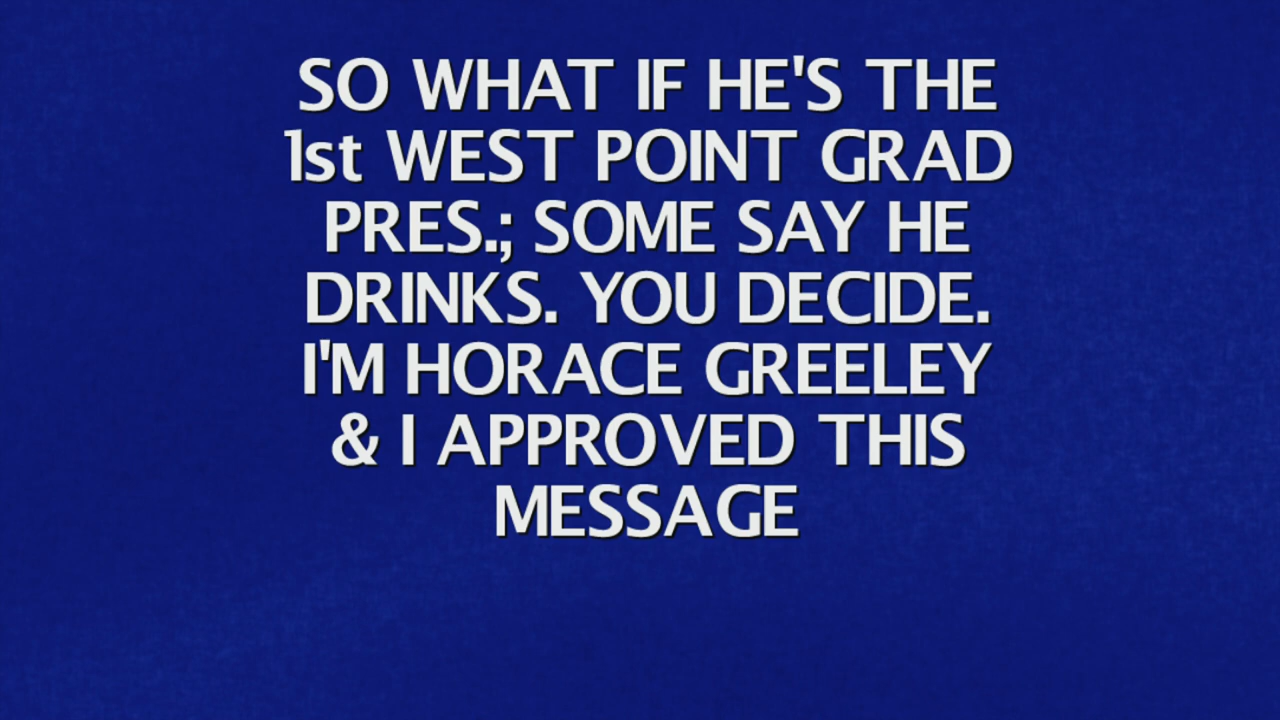 SO WHAT IF HE'S THE
1st WEST POINT GRAD
PRES.; SOME SAY HE
DRINKS. YOU DECIDE.
I'M HORACE GREELEY
& I APPROVED THIS
MESSAGE